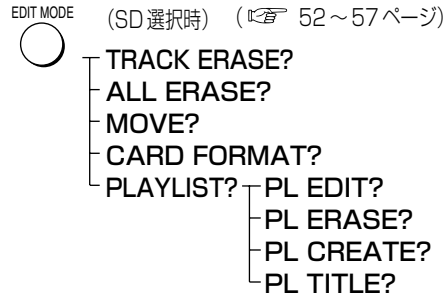 EDIT MODE (SD選択時) (☞ 52~57ページ)
TRACK ERASE?
ALL ERASE?
MOVE?
CARD FORMAT?
PLAYLIST? PL EDIT?
PL ERASE?
PL CREATE?
PL TITLE?